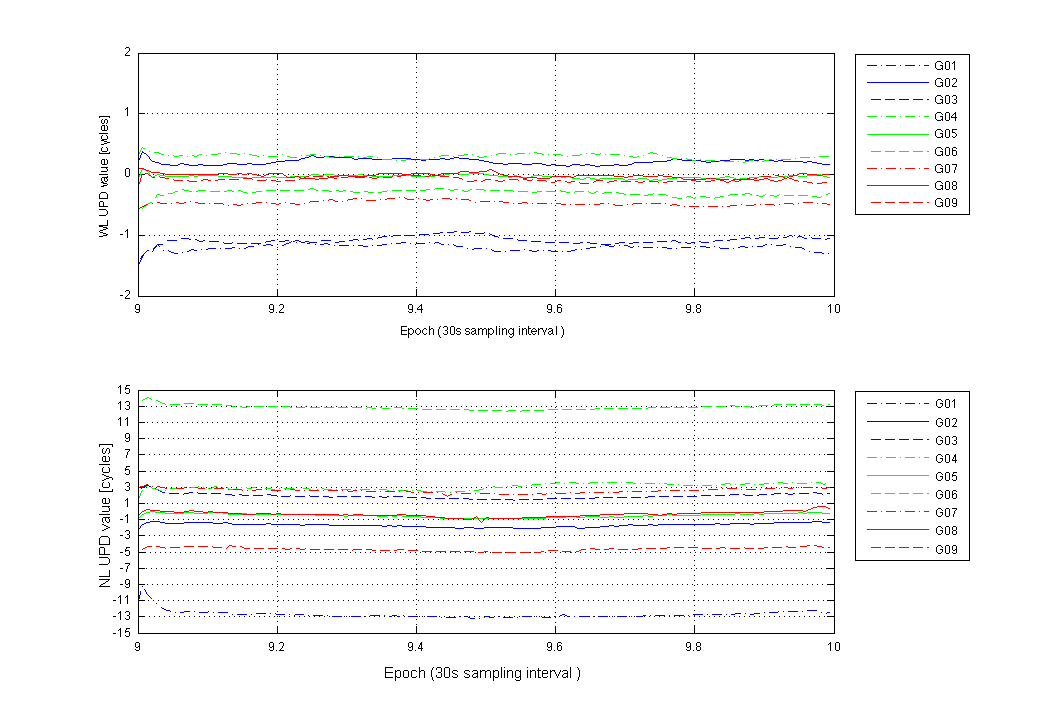 2
1
0
-1
-2
WL UPD value [cycles]
9
9.2
9.4
9.6
9.8
10
Epoch (30s sampling interval )
G01
G02
G03
G04
G05
G06
G07
G08
G09
15
13
11
9
7
5
3
1
-1
-3
-5
-7
-9
-11
-13
-15
NL UPD value [cycles]
9
9.2
9.4
9.6
9.8
10
Epoch (30s sampling interval )
G01
G02
G03
G04
G05
G06
G07
G08
G09